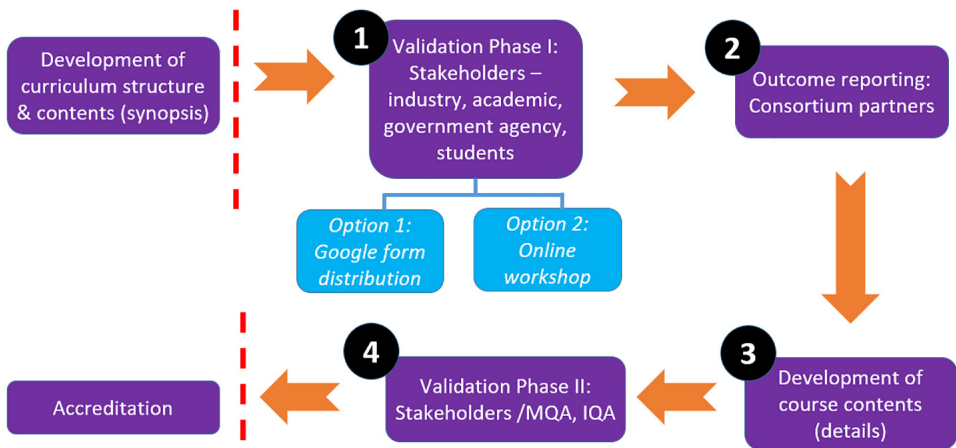 Development of
curriculum structure
& contents (synopsis)
1
Validation Phase I:
Stakeholders –
industry, academic,
government agency,
students
2
Outcome reporting:
Consortium partners
Option 1:
Google form
distribution
Option 2:
Online
workshop
3
Development of
course contents
(details)
4
Validation Phase II:
Stakeholders /MQA, IQA
Accreditation